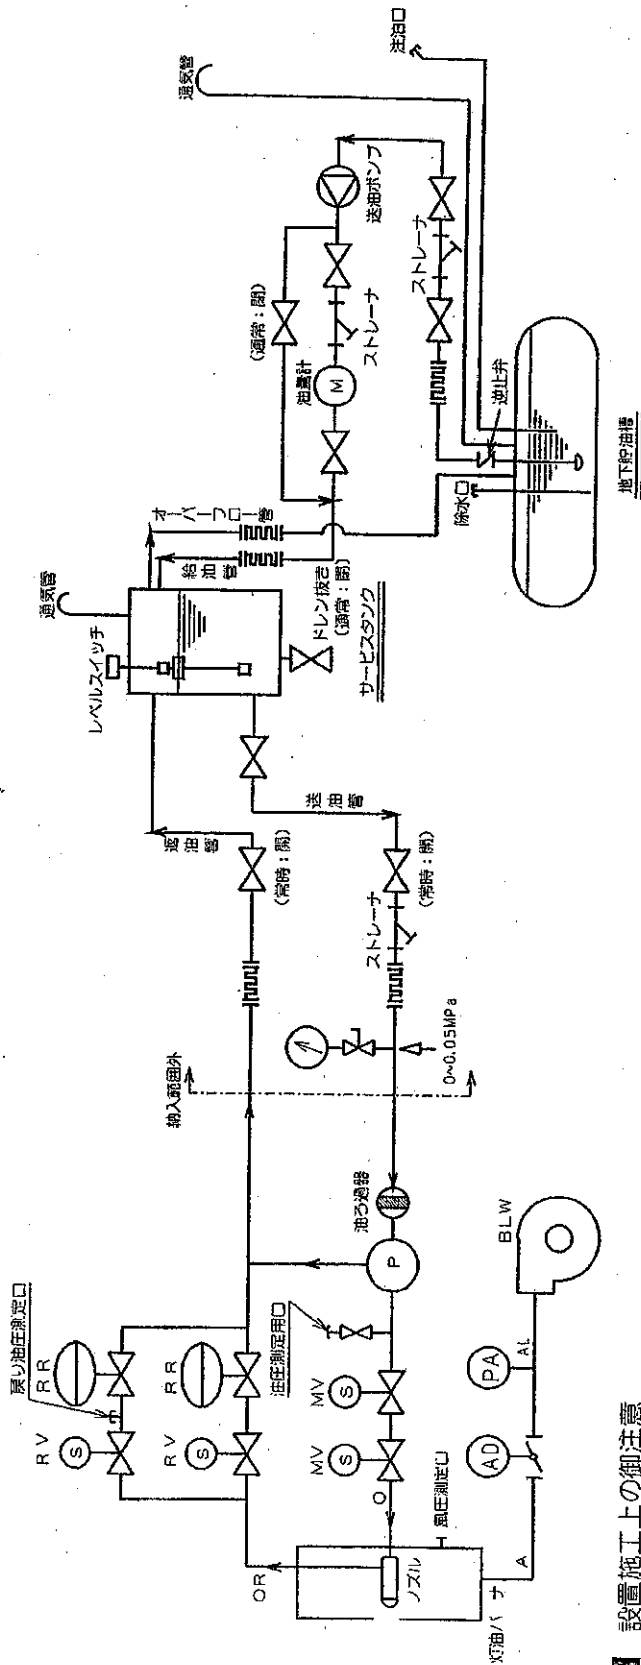 戻り油圧測定口
RR
RV
RR
RV
油圧測定用口
MV
S
S
S
MV
S
OR
O
ノズル
風圧測定口
灯油バーナ
A
AD
PA
AL
BLW
P
油ろ過器
納入範囲外
0~0.05MPa
ストレーナ
(常時:開)
返油管
(常時:開)
送油管
レベルスイッチ
通気管
給油管
オーバーフロー管
ドレン抜き
(通常:閉)
サービスタンク
(通常:閉)
油量計
M
ストレーナ
送油ポンプ
ストレーナ
通気管
注油口
除水口
逆止弁
地下貯油槽
設置施工上の御注意